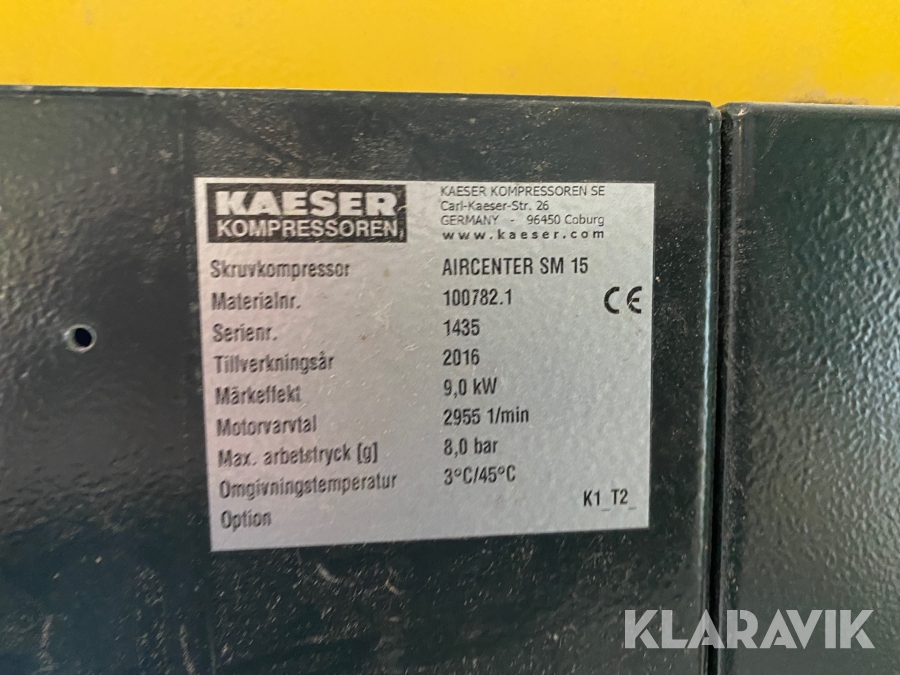 KAESER
KOMPRESSOREN
KAESER KOMPRESSOREN SE
Carl-Kaeser-Str. 26
GERMANY - 96450 Coburg
www.kaeser.com
Skruvkompressor AIRCENTER SM 15
Materialnr. 100782.1 CE
Serienr. 1435
Tillverkningsår 2016
Märkeffekt 9,0 kW
Motorvarvtal 2955 1/min
Max. arbetstryck [g] 8,0 bar
Omgivningstemperatur 3°C/45°C
Option K1_T2_
KLARAVIK